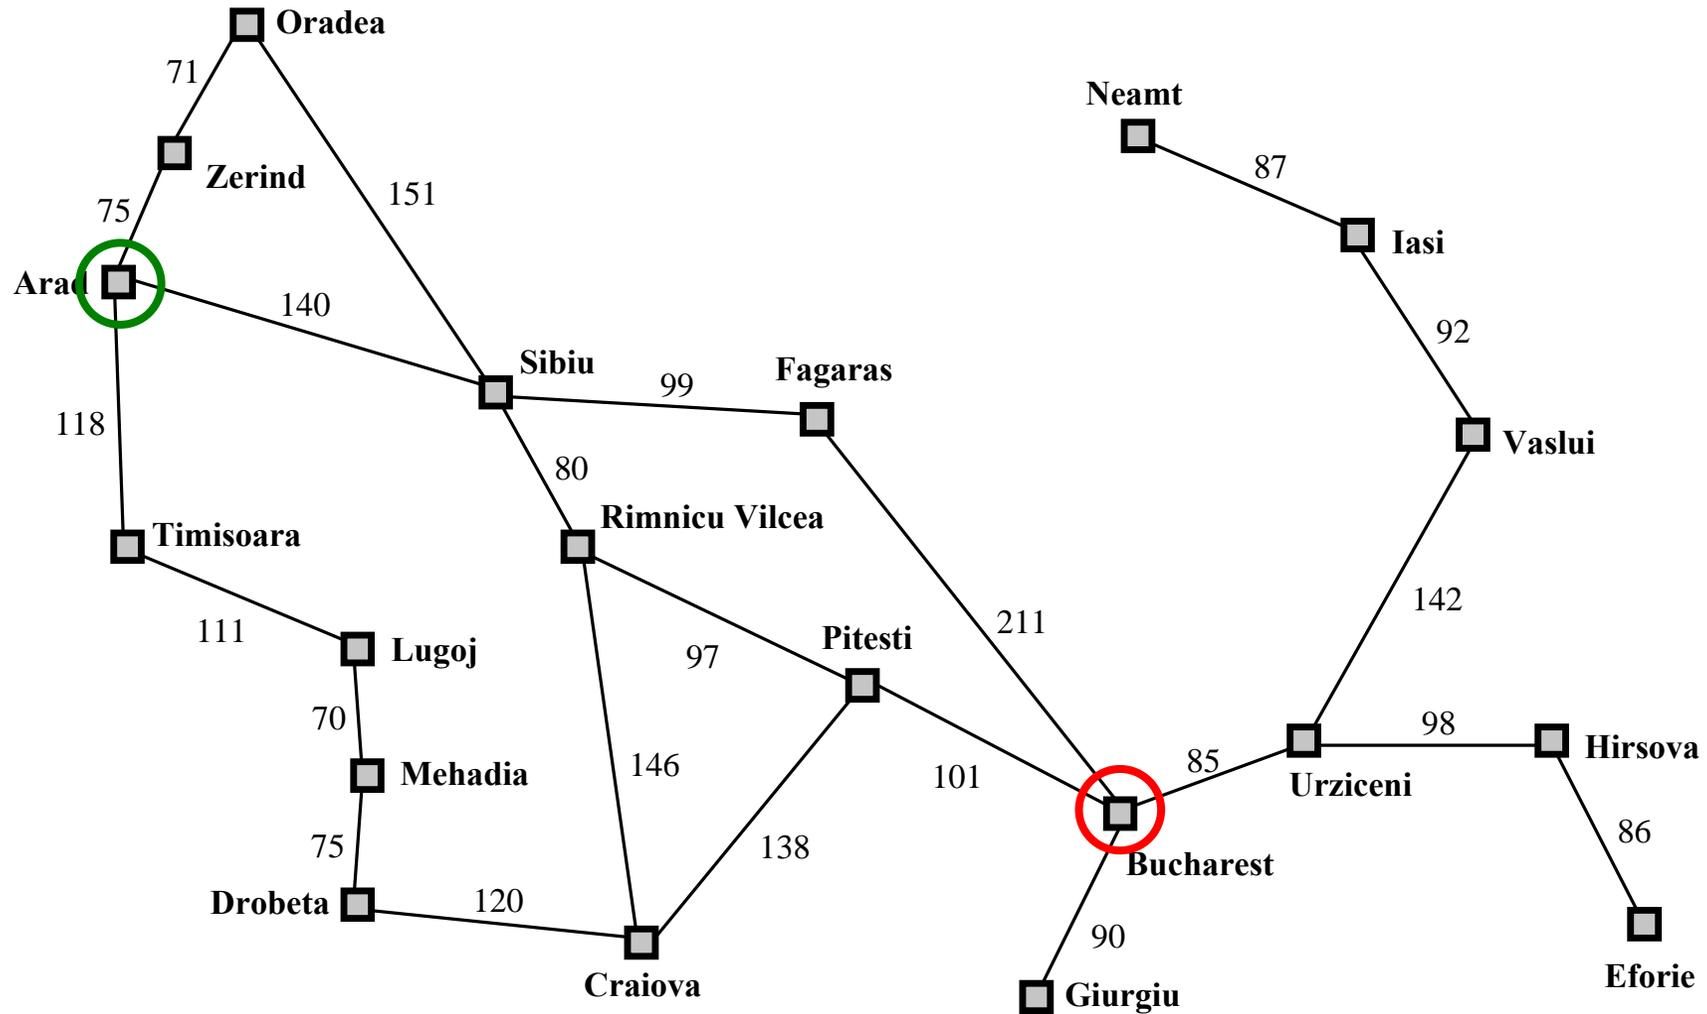 Oradea
71
Neamt
87
Zerind
151
75
Iasi
Arad
140
92
Sibiu
Fagaras
99
118
Vaslui
80
Rimnicu Vilcea
Timisoara
142
211
111
Pitesti
Lugoj
97
70
98
Hirsova
146
85
Mehadia
101
Urziceni
86
75
138
Bucharest
Drobeta
120
90
Craiova
Eforie
Giurgiu